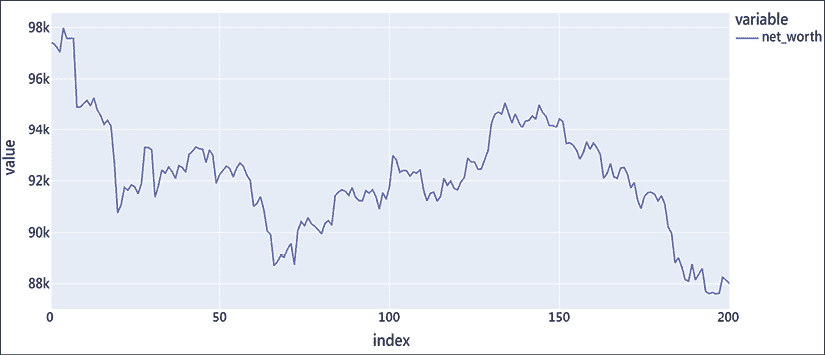 variable
net_worth
98k
96k
94k
92k
90k
88k
value
0
50
100
150
200
index